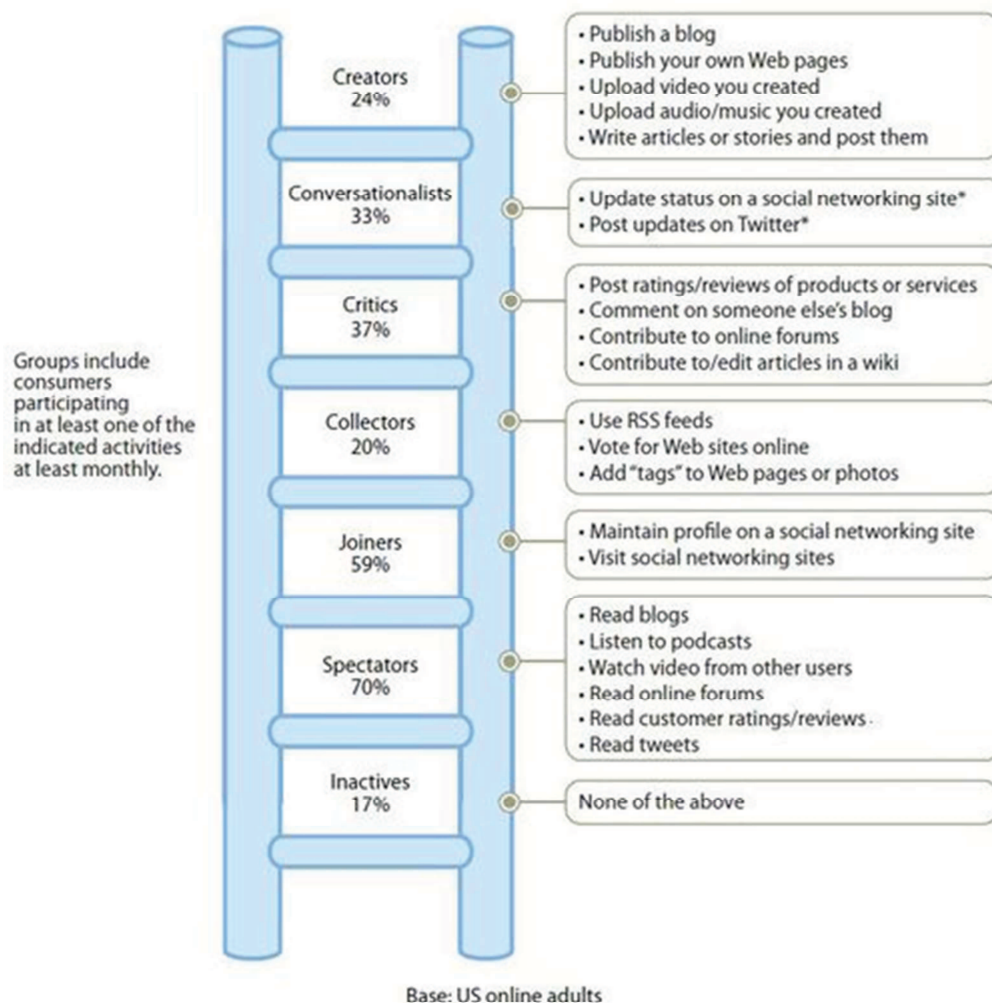 Creators
24%
• Publish a blog
• Publish your own Web pages
• Upload video you created
• Upload audio/music you created
• Write articles or stories and post them
Conversationalists
33%
• Update status on a social networking site*
• Post updates on Twitter*
Critics
37%
• Post ratings/reviews of products or services
• Comment on someone else's blog
• Contribute to online forums
• Contribute to/edit articles in a wiki
Groups include
consumers
participating
in at least one of the
indicated activities
at least monthly.
Collectors
20%
• Use RSS feeds
• Vote for Web sites online
• Add "tags" to Web pages or photos
Joiners
59%
• Maintain profile on a social networking site
• Visit social networking sites
Spectators
70%
• Read blogs
• Listen to podcasts
• Watch video from other users
• Read online forums
• Read customer ratings/reviews
• Read tweets
Inactives
17%
None of the above
Base: US online adults